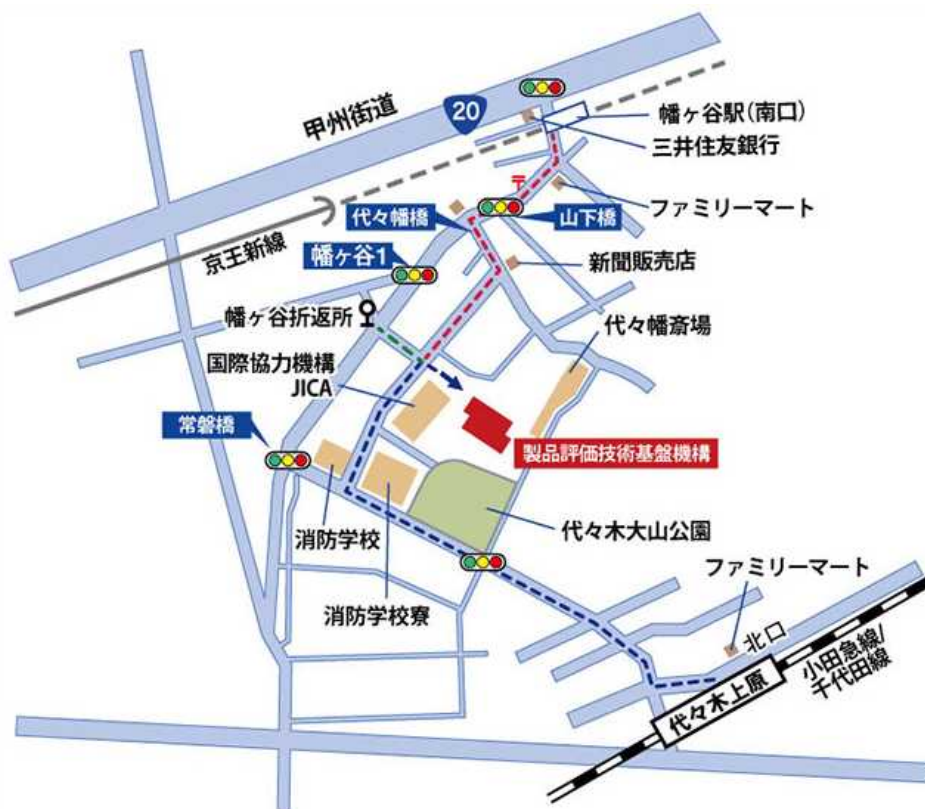 甲州街道
20
幡ヶ谷駅(南口)
三井住友銀行
〒
ファミリーマート
代々幡橋
山下橋
京王新線
幡ヶ谷1
新聞販売店
幡ヶ谷折返所
代々幡斎場
国際協力機構
JICA
常磐橋
製品評価技術基盤機構
消防学校
代々木大山公園
消防学校寮
ファミリーマート
北口
小田急線/
千代田線
代々木上原